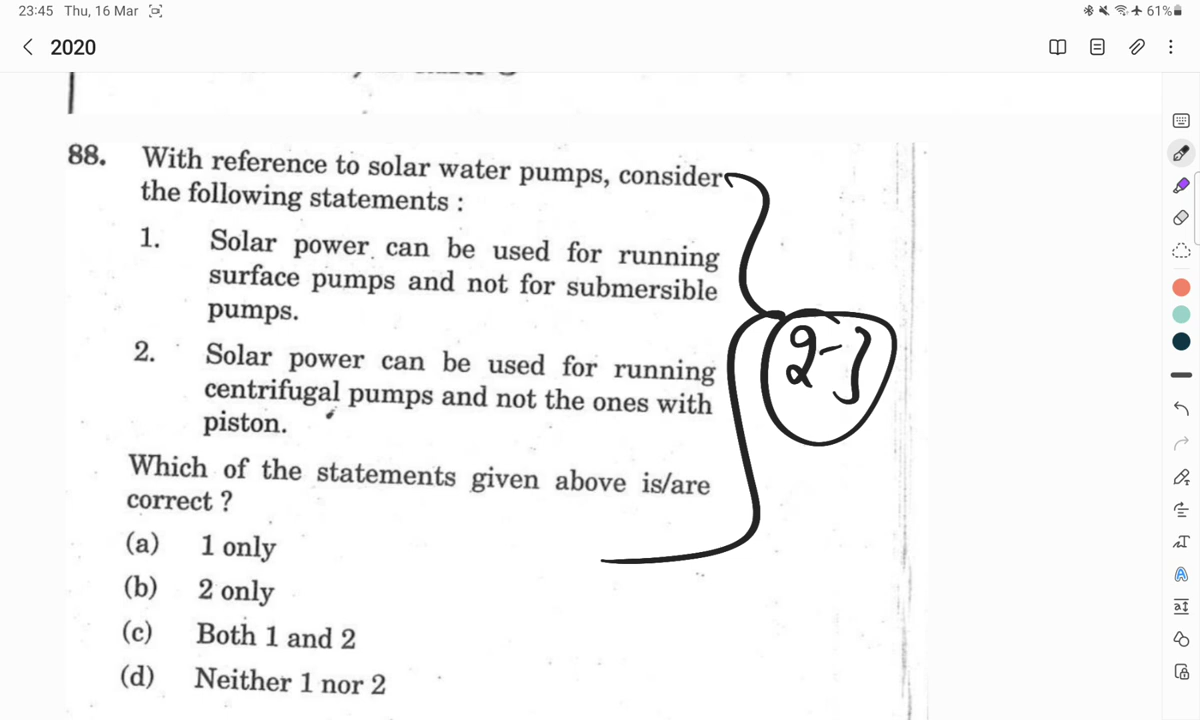 23:45 Thu, 16 Mar
61%
2020
88. With reference to solar water pumps, consider
the following statements :
1. Solar power can be used for running
surface pumps and not for submersible
pumps.
2. Solar power can be used for running
centrifugal pumps and not the ones with
piston.
Which of the statements given above is/are
correct ?
(a) 1 only
(b) 2 only
(c) Both 1 and 2
(d) Neither 1 nor 2